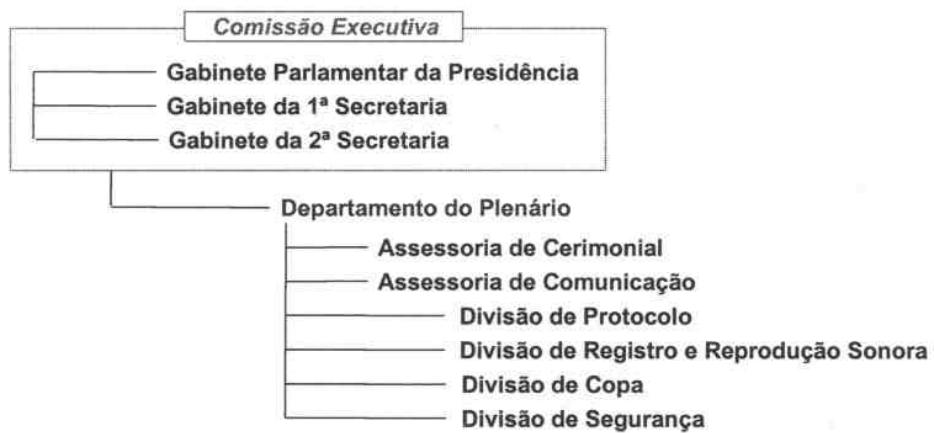 Comissão Executiva
Gabinete Parlamentar da Presidência
Gabinete da 1ª Secretaria
Gabinete da 2ª Secretaria
Departamento do Plenário
Assessoria de Cerimonial
Assessoria de Comunicação
Divisão de Protocolo
Divisão de Registro e Reprodução Sonora
Divisão de Copa
Divisão de Segurança